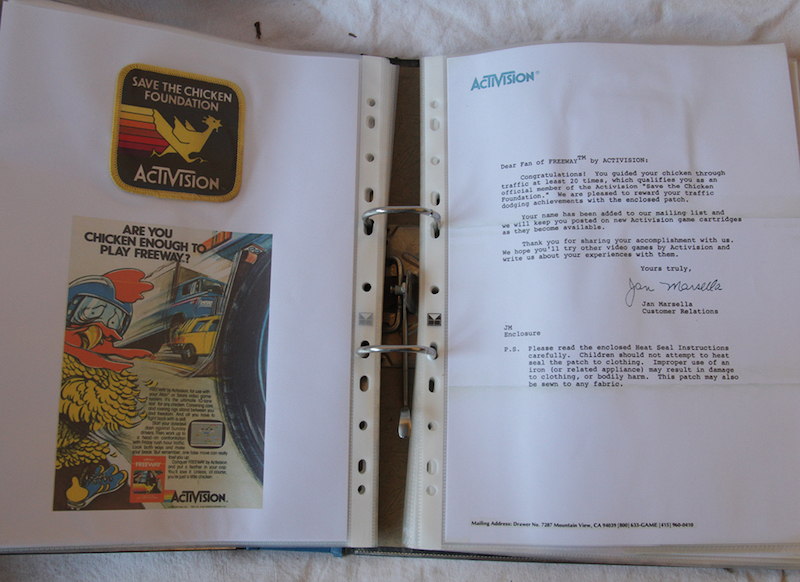 SAVE THE CHICKEN
FOUNDATION
ACTIVISION
ARE YOU
CHICKEN ENOUGH TO
PLAY FREEWAY?
FREEWAY
ACTIVISION
ACTIVISION
Dear Fan of FREEWAY™ by ACTIVISION:
Congratulations! You guided your chicken through
traffic at least 20 times, which qualifies you as an
official member of the Activision "Save the Chicken
Foundation." We are pleased to reward your traffic
dodging achievements with the enclosed patch.
Your name has been added to our mailing list and
we will keep you posted on new Activision game cartridges
as they become available.
Thank you for sharing your accomplishment with us.
We hope you'll try other video games by Activision and
write us about your experiences with them.
Yours truly,
Jan Marsella
Jan Marsella
Customer Relations
JM
Enclosure
P.S. Please read the enclosed Heat Seal Instructions
carefully. Children should not attempt to heat
seal the patch to clothing. Improper use of an
iron (or related appliance) may result in damage
to clothing, or bodily harm. This patch may also
be sewn to any fabric.
Mailing Address: Drawer No. 7287 Mountain View, CA 94039 (800) 633-GAME (415) 960-0410